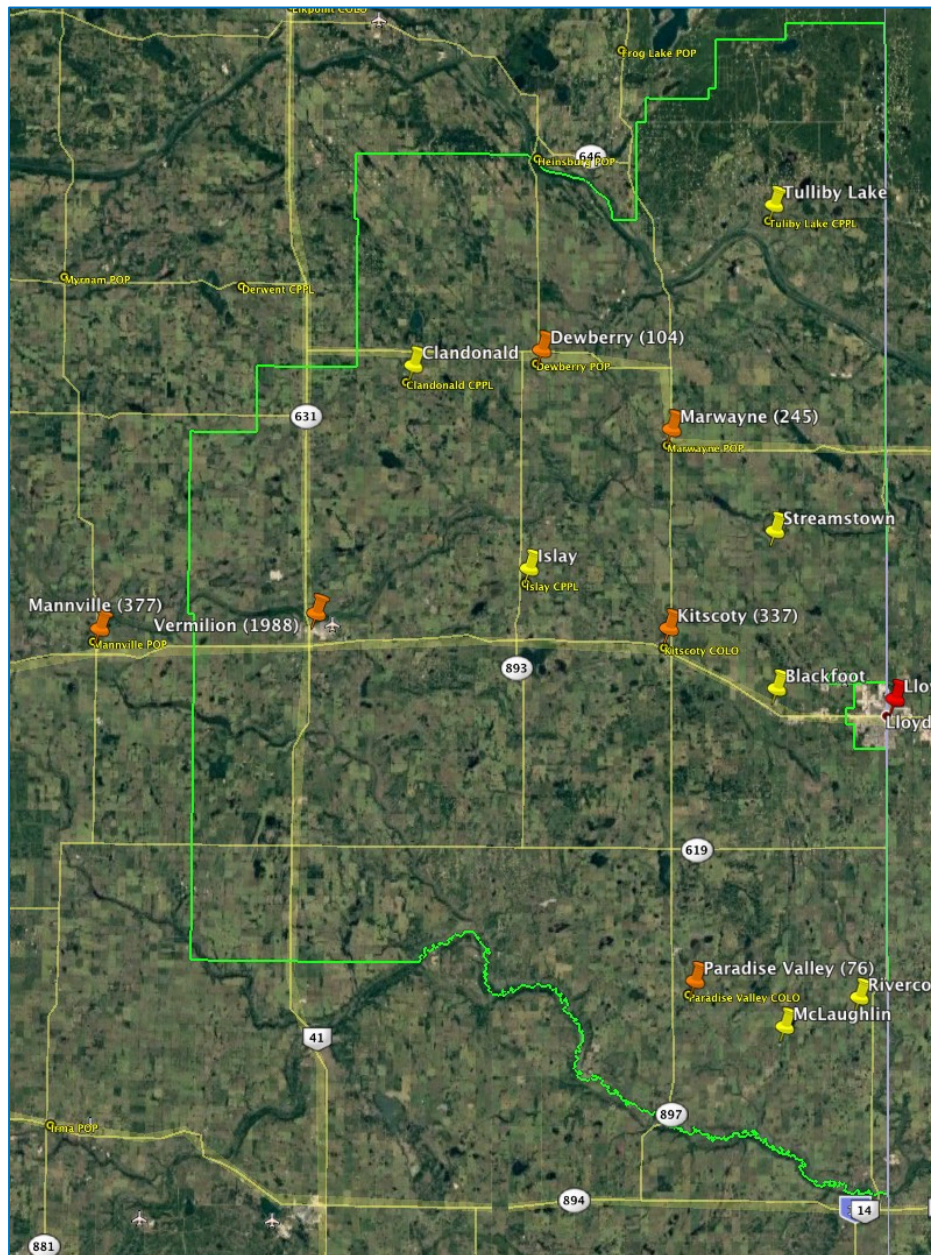 Elkpoint COLO
Frog Lake POP
646
Heinsburg POP
Tulliby Lake
Tuliby Lake CPPL
Myrnam POP
Derwent CPPL
Dewberry (104)
Clandonald
Dewberry POP
Clandonald CPPL
631
Marwayne (245)
Marwayne POP
Streamstown
Islay
Islay CPPL
Mannville (377)
Vermilion (1988)
Kitscoty (337)
Mannville POP
Kitscoty COLO
893
Blackfoot
Lloy
Lloyd
619
Paradise Valley (76)
Paradise Valley COLO
Riverco
McLaughlin
41
897
Irma POP
894
14
881